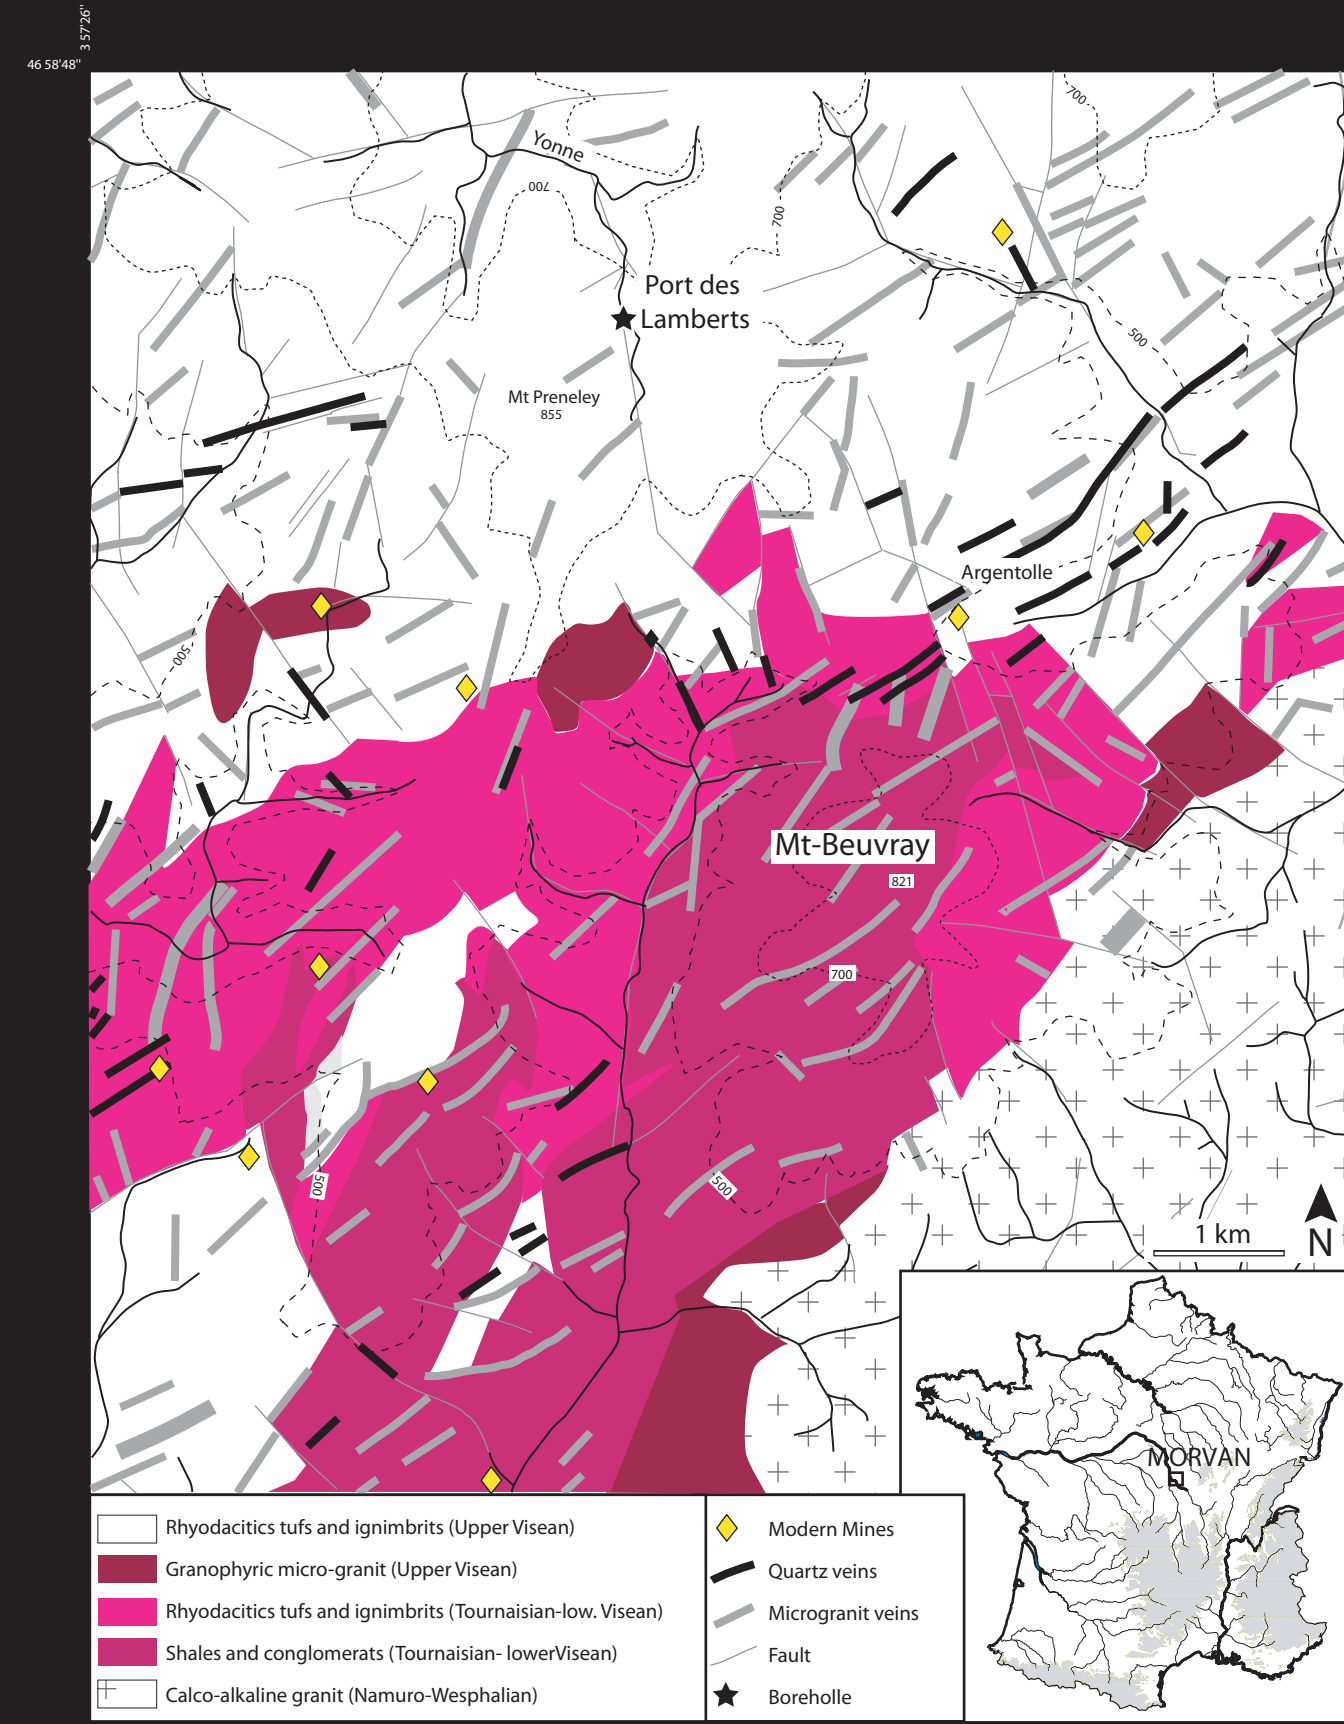 3 57'26"
46 58'48"
700
Yonne
700
700
Port des
Lamberts
500
Mt Preneley
855
Argentolle
500
Mt-Beuvray
821
700
500
500
1 km
N
MORVAN
Rhyodacitics tufs and ignimbrits (Upper Visean)
Granophyric micro-granit (Upper Visean)
Rhyodacitics tufs and ignimbrits (Tournaisian-low. Visean)
Shales and conglomerats (Tournaisian- lowerVisean)
Calco-alkaline granit (Namuro-Wesphalian)
Modern Mines
Quartz veins
Microgranit veins
Fault
Boreholle